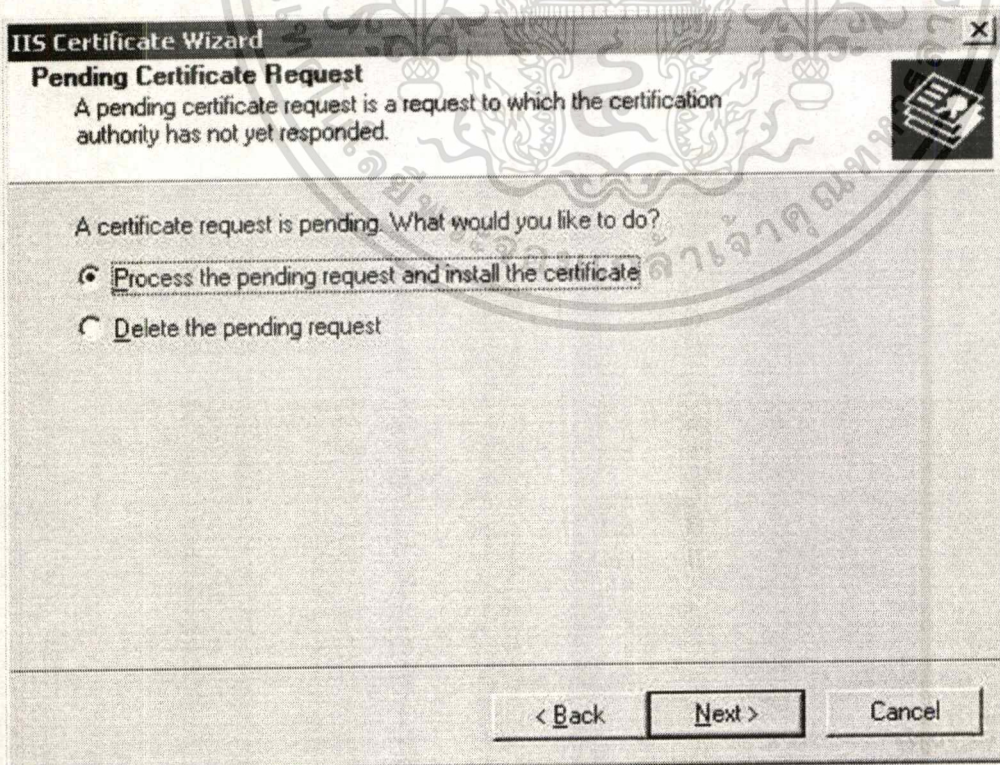 IIS Certificate Wizard
Pending Certificate Request
A pending certificate request is a request to which the certification
authority has not yet responded.
A certificate request is pending. What would you like to do?
Process the pending request and install the certificate
Delete the pending request
< Back
Next >
Cancel